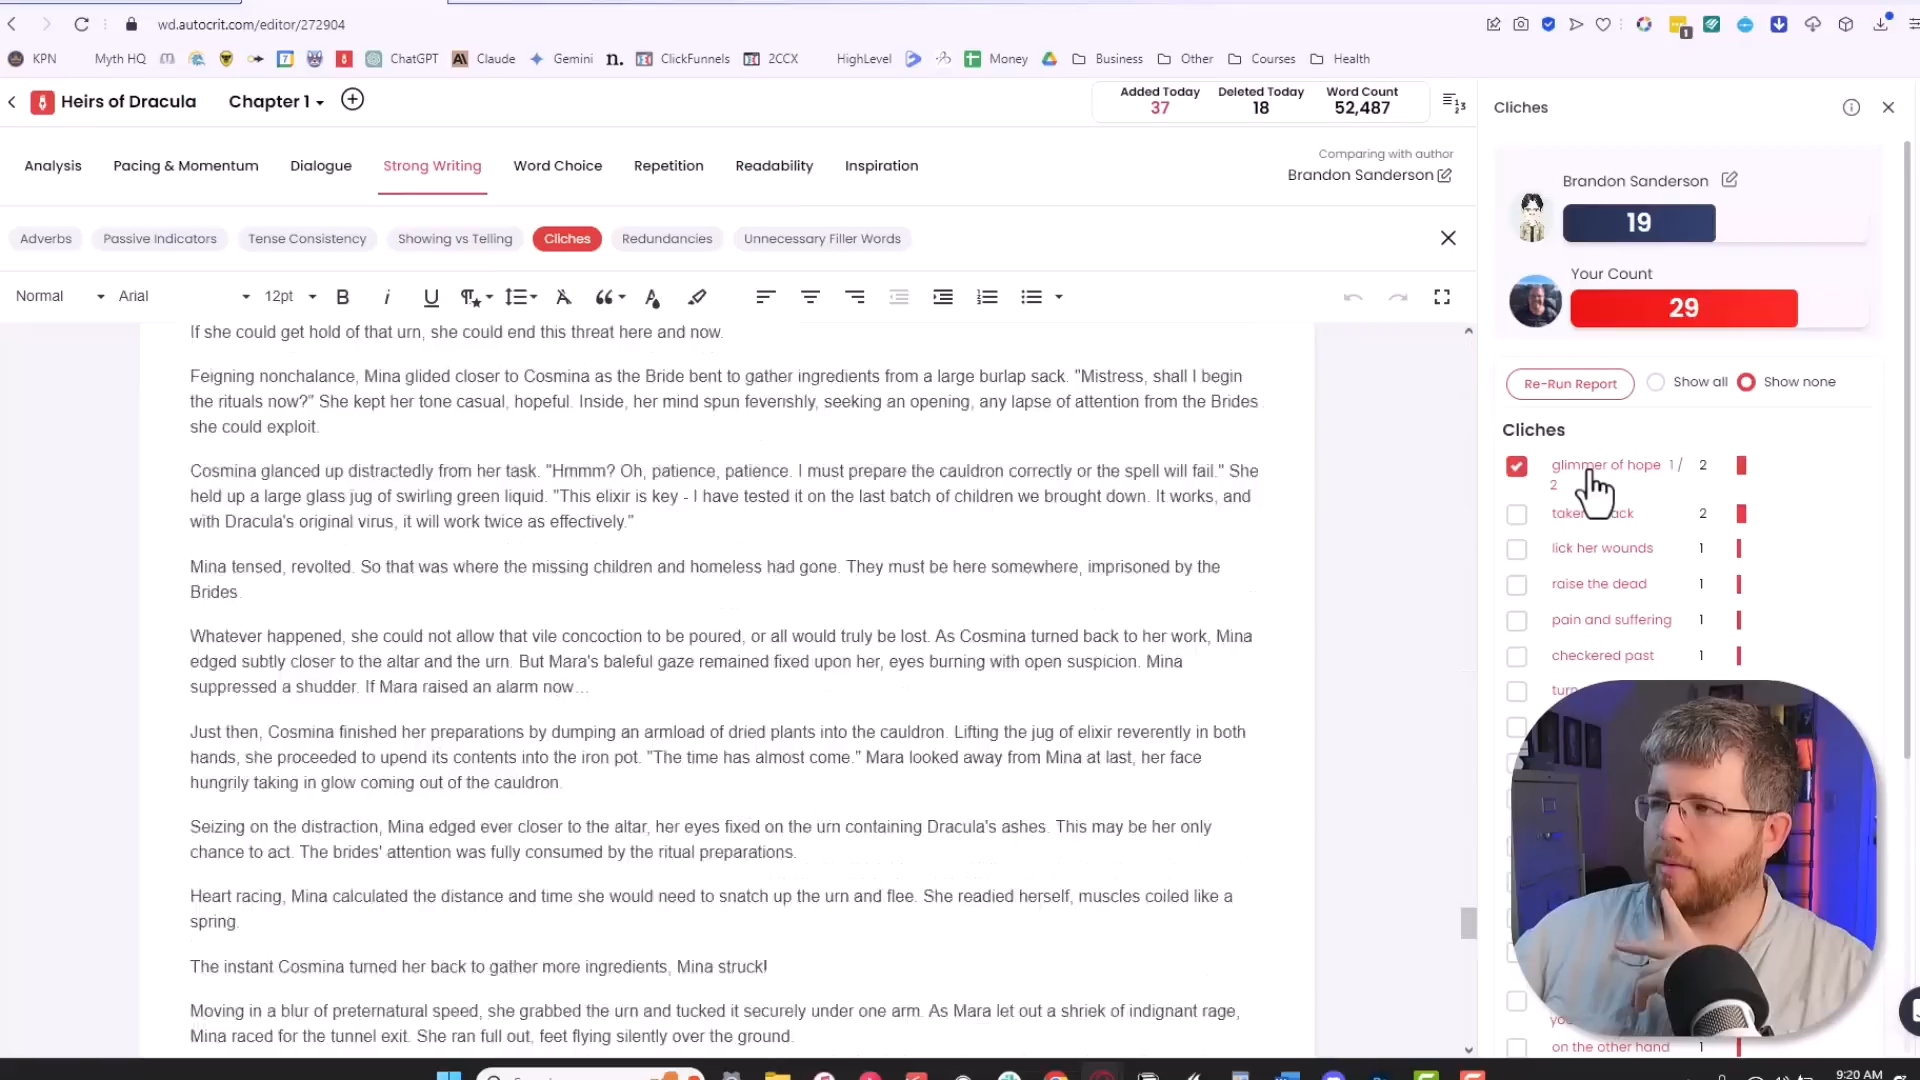 wd.autocrit.com/editor/272904
KPN Myth HQ ChatGPT Claude Gemini n. ClickFunnels 2CCX HighLevel Money Business Other Courses Health
Heirs of Dracula Chapter 1
Added Today Deleted Today Word Count
37 18 52,487
Analysis Pacing & Momentum Dialogue Strong Writing Word Choice Repetition Readability Inspiration
Comparing with author
Brandon Sanderson
Adverbs Passive Indicators Tense Consistency Showing vs Telling Cliches Redundancies Unnecessary Filler Words
Normal Arial 12pt B i U
If she could get hold of that urn, she could end this threat here and now.
Feigning nonchalance, Mina glided closer to Cosmina as the Bride bent to gather ingredients from a large burlap sack. "Mistress, shall I begin
the rituals now?" She kept her tone casual, hopeful. Inside, her mind spun feverishly, seeking an opening, any lapse of attention from the Brides
she could exploit.
Cosmina glanced up distractedly from her task. "Hmmm? Oh, patience, patience. I must prepare the cauldron correctly or the spell will fail." She
held up a large glass jug of swirling green liquid. "This elixir is key - I have tested it on the last batch of children we brought down. It works, and
with Dracula's original virus, it will work twice as effectively."
Mina tensed, revolted. So that was where the missing children and homeless had gone. They must be here somewhere, imprisoned by the
Brides.
Whatever happened, she could not allow that vile concoction to be poured, or all would truly be lost. As Cosmina turned back to her work, Mina
edged subtly closer to the altar and the urn. But Mara's baleful gaze remained fixed upon her, eyes burning with open suspicion. Mina
suppressed a shudder. If Mara raised an alarm now…
Just then, Cosmina finished her preparations by dumping an armload of dried plants into the cauldron. Lifting the jug of elixir reverently in both
hands, she proceeded to upend its contents into the iron pot. "The time has almost come." Mara looked away from Mina at last, her face
hungrily taking in glow coming out of the cauldron.
Seizing on the distraction, Mina edged ever closer to the altar, her eyes fixed on the urn containing Dracula's ashes. This may be her only
chance to act. The brides' attention was fully consumed by the ritual preparations.
Heart racing, Mina calculated the distance and time she would need to snatch up the urn and flee. She readied herself, muscles coiled like a
spring.
The instant Cosmina turned her back to gather more ingredients, Mina struck!
Moving in a blur of preternatural speed, she grabbed the urn and tucked it securely under one arm. As Mara let out a shriek of indignant rage,
Mina raced for the tunnel exit. She ran full out, feet flying silently over the ground.
Cliches
Brandon Sanderson
19
Your Count
29
Re-Run Report Show all Show none
Cliches
glimmer of hope 1 / 2
2
2
lick her wounds 1
raise the dead 1
pain and suffering 1
checkered past 1
on the other hand 1
9:20 AM